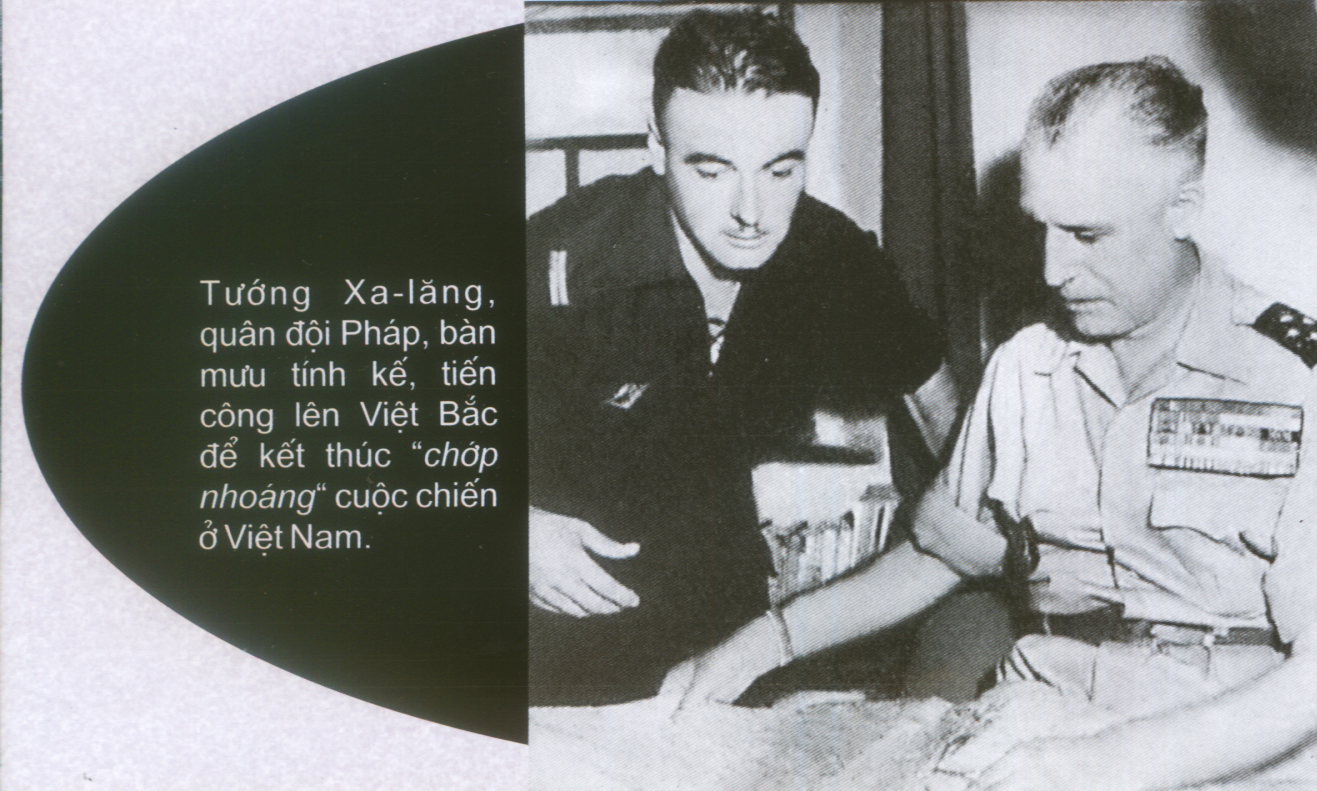 Tướng Xa-lăng,
quân đội Pháp, bàn
mưu tính kế, tiến
công lên Việt Bắc
để kết thúc “chớp
nhoáng“ cuộc chiến
ở Việt Nam.